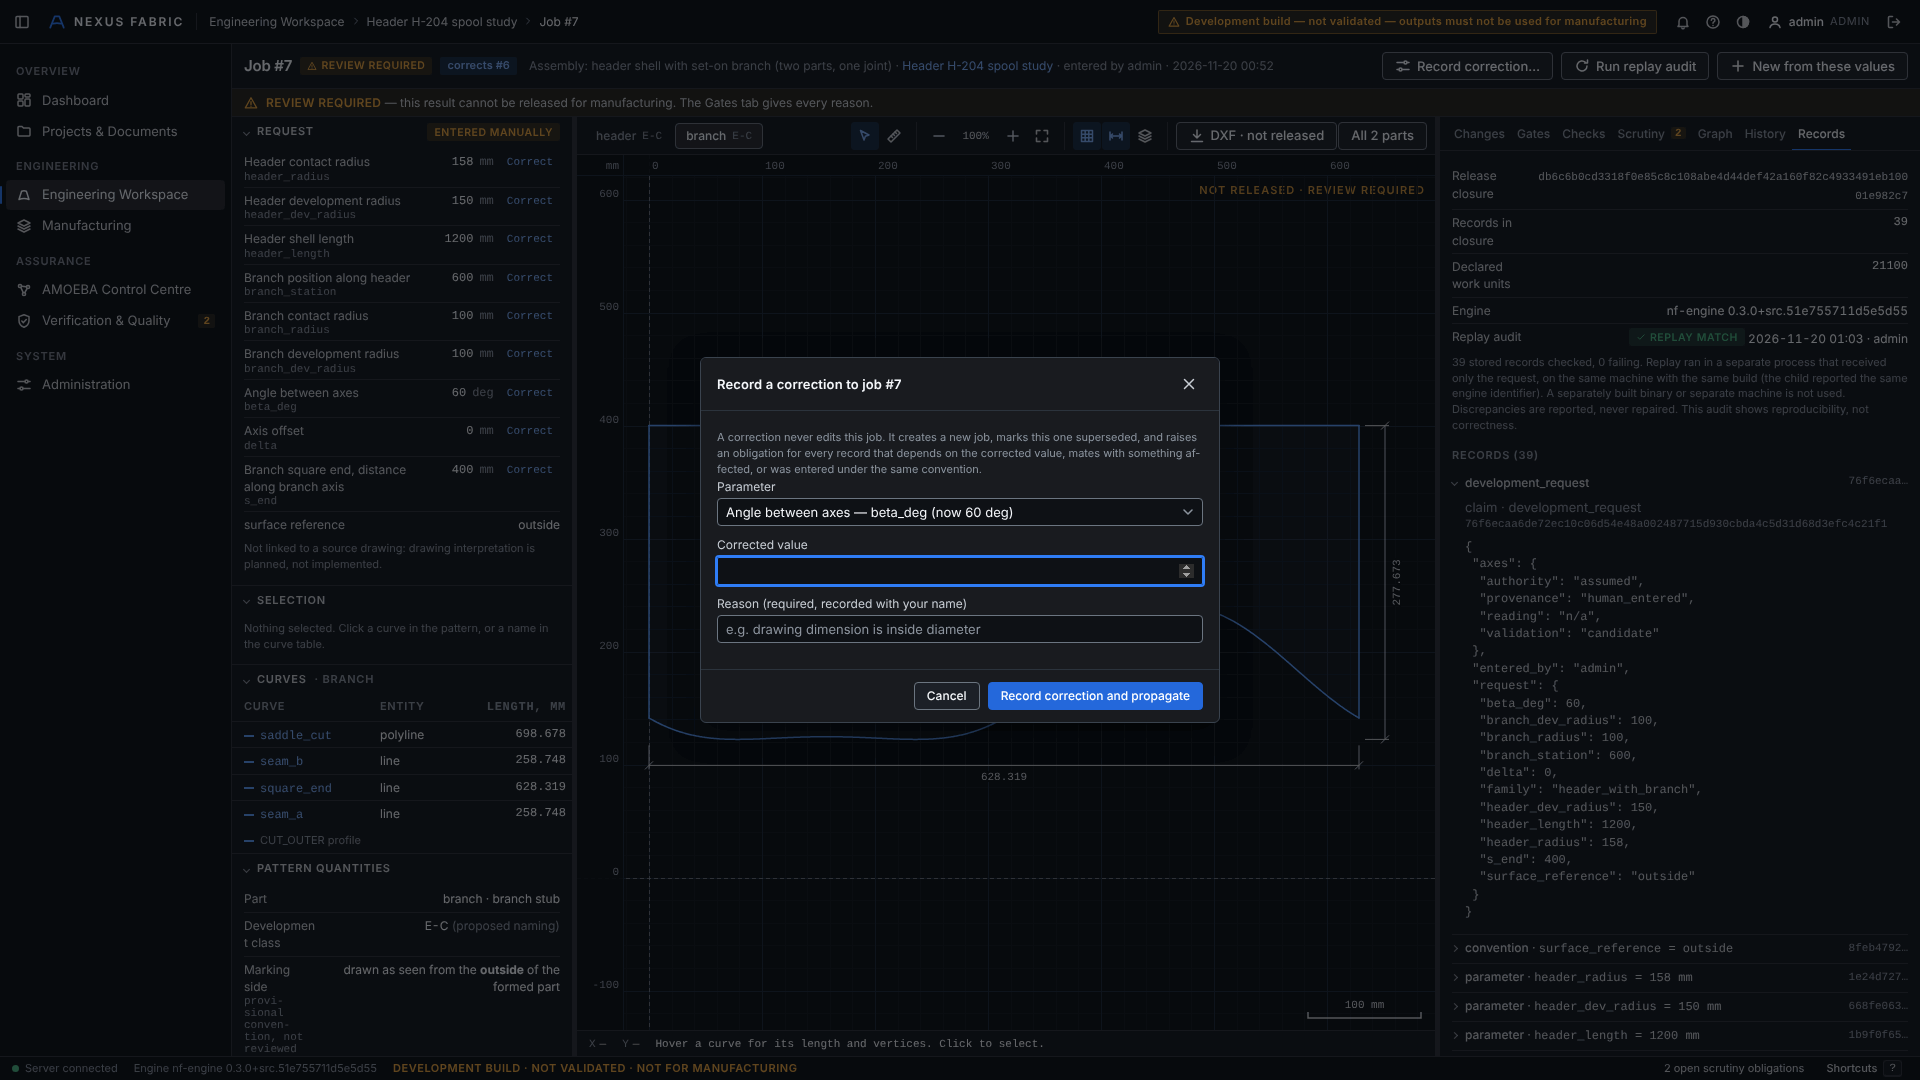 NEXUS FABRIC
Engineering Workspace > Header H-204 spool study > Job #7
Development build — not validated — outputs must not be used for manufacturing
admin ADMIN
OVERVIEW
Dashboard
Projects & Documents
ENGINEERING
Engineering Workspace
Manufacturing
ASSURANCE
AMOEBA Control Centre
Verification & Quality 2
SYSTEM
Administration
Job #7 REVIEW REQUIRED corrects #6 Assembly: header shell with set-on branch (two parts, one joint) · Header H-204 spool study · entered by admin · 2026-11-20 00:52
Record correction... Run replay audit New from these values
REVIEW REQUIRED — this result cannot be released for manufacturing. The Gates tab gives every reason.
REQUEST ENTERED MANUALLY
Header contact radius 158 mm Correct
header_radius
Header development radius 150 mm Correct
header_dev_radius
Header shell length 1200 mm Correct
header_length
Branch position along header 600 mm Correct
branch_station
Branch contact radius 100 mm Correct
branch_radius
Branch development radius 100 mm Correct
branch_dev_radius
Angle between axes 60 deg Correct
beta_deg
Axis offset 0 mm Correct
delta
Branch square end, distance 400 mm Correct
along branch axis
s_end
surface reference outside
Not linked to a source drawing: drawing interpretation is
planned, not implemented.
SELECTION
Nothing selected. Click a curve in the pattern, or a name in
the curve table.
CURVES · BRANCH
CURVE ENTITY LENGTH, MM
saddle_cut polyline 698.678
seam_b line 258.748
square_end line 628.319
seam_a line 258.748
CUT_OUTER profile
PATTERN QUANTITIES
Part branch · branch stub
Developmen E-C (proposed naming)
t class
Marking drawn as seen from the outside of the
side formed part
provi-
sional
conven-
tion, not
reviewed
header E-C branch E-C
100%
DXF · not released All 2 parts
mm 0 100 200 300 400 500 600
NOT RELEASED · REVIEW REQUIRED
600
500
400
300
200
100
0
-100
277.673
628.319
100 mm
X — Y — Hover a curve for its length and vertices. Click to select.
Record a correction to job #7
A correction never edits this job. It creates a new job, marks this one superseded, and raises
an obligation for every record that depends on the corrected value, mates with something af-
fected, or was entered under the same convention.
Parameter
Angle between axes — beta_deg (now 60 deg)
Corrected value
Reason (required, recorded with your name)
e.g. drawing dimension is inside diameter
Cancel Record correction and propagate
Changes Gates Checks Scrutiny 2 Graph History Records
Release db6c6b0cd3318f0e85c8c108abe4d44def42a160f82c4933491eb100
closure 01e982c7
Records in 39
closure
Declared 21100
work units
Engine nf-engine 0.3.0+src.51e755711d5e5d55
Replay audit REPLAY MATCH 2026-11-20 01:03 · admin
39 stored records checked, 0 failing. Replay ran in a separate process that received
only the request, on the same machine with the same build (the child reported the same
engine identifier). A separately built binary or separate machine is not used.
Discrepancies are reported, never repaired. This audit shows reproducibility, not
correctness.
RECORDS (39)
development_request 76f6ecaa…
claim · development_request
76f6ecaa6de72ec10c06d54e48a002487715d930cbda4c5d31d68d3efc4c21f1
{
"axes": {
"authority": "assumed",
"provenance": "human_entered",
"reading": "n/a",
"validation": "candidate"
},
"entered_by": "admin",
"request": {
"beta_deg": 60,
"branch_dev_radius": 100,
"branch_radius": 100,
"branch_station": 600,
"delta": 0,
"family": "header_with_branch",
"header_dev_radius": 150,
"header_length": 1200,
"header_radius": 158,
"s_end": 400,
"surface_reference": "outside"
}
}
convention · surface_reference = outside 8feb4792…
parameter · header_radius = 158 mm 1e24d727…
parameter · header_dev_radius = 150 mm 668fe063…
parameter · header_length = 1200 mm 1b9f0f65…
Server connected Engine nf-engine 0.3.0+src.51e755711d5e5d55 DEVELOPMENT BUILD · NOT VALIDATED · NOT FOR MANUFACTURING
2 open scrutiny obligations Shortcuts ?